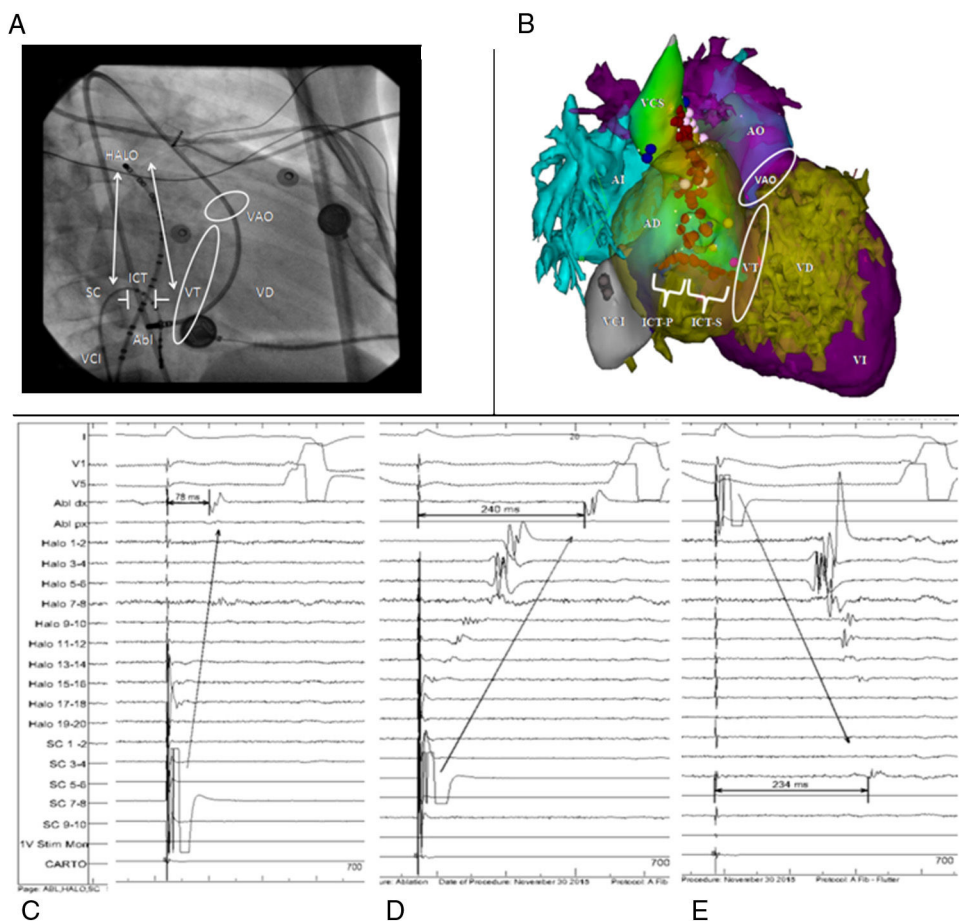 A
B
HALO
VAO
ICT
SC
VT
VD
Abl
VCI
VCS
AO
AI
VAO
AD
VT
VD
VCI
ICT-P
ICT-S
VI
I
V1
V5
Abl dx
Abl px
Halo 1-2
Halo 3-4
Halo 5-6
Halo 7-8
Halo 9-10
Halo 11-12
Halo 13-14
Halo 15-16
Halo 17-18
Halo 19-20
SC 1-2
SC 3-4
SC 5-6
SC 7-8
SC 9-10
1V Stim Mon
CARTO
78 ms
700
Page: ABL,HALO,SC
20
240 ms
700
ure: Ablation Date of Procedure: November 30 2015 Protocol: A Fib
234 ms
700
Procedure: November 30 2015 Protocol: A Fib - Flutter
C
D
E